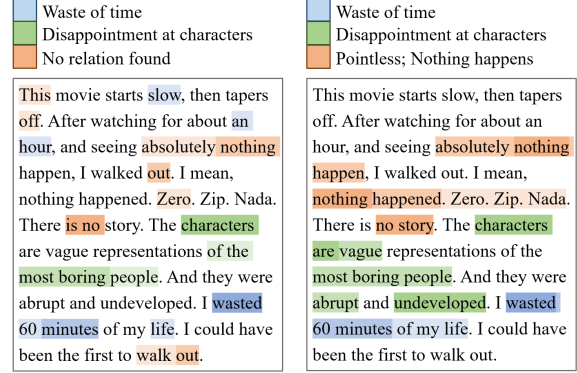 Waste of time
Disappointment at characters
No relation found
This movie starts slow, then tapers
off. After watching for about an
hour, and seeing absolutely nothing
happen, I walked out. I mean,
nothing happened. Zero. Zip. Nada.
There is no story. The characters
are vague representations of the
most boring people. And they were
abrupt and undeveloped. I wasted
60 minutes of my life. I could have
been the first to walk out.
Waste of time
Disappointment at characters
Pointless; Nothing happens
This movie starts slow, then tapers
off. After watching for about an
hour, and seeing absolutely nothing
happen, I walked out. I mean,
nothing happened. Zero. Zip. Nada.
There is no story. The characters
are vague representations of the
most boring people. And they were
abrupt and undeveloped. I wasted
60 minutes of my life. I could have
been the first to walk out.